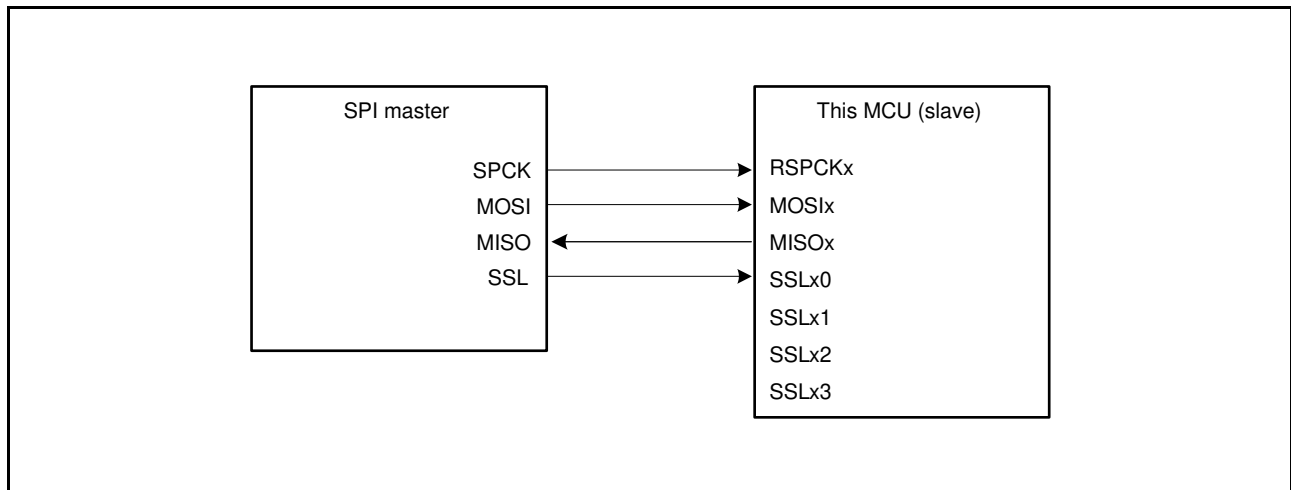 SPI master
SPCK
MOSI
MISO
SSL
This MCU (slave)
RSPCKx
MOSIx
MISOx
SSLx0
SSLx1
SSLx2
SSLx3